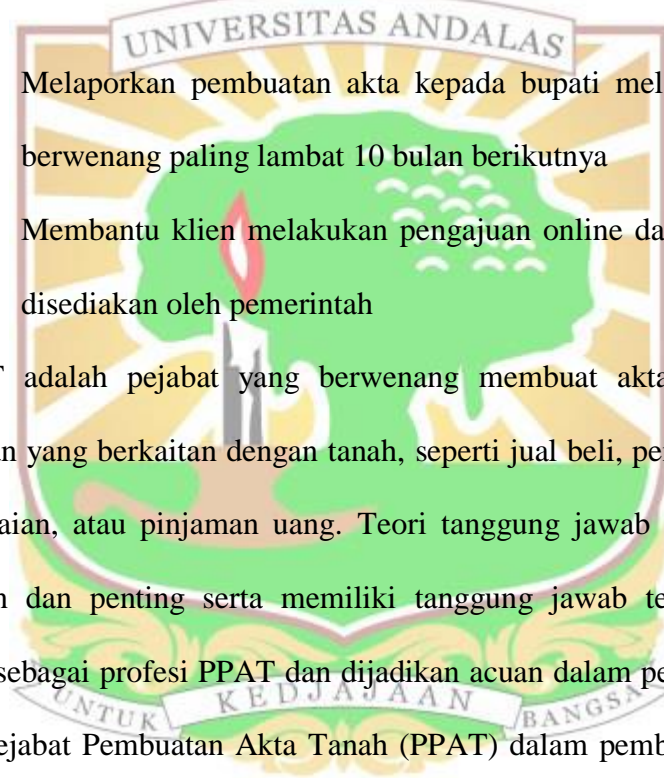 UNIVERSITAS ANDALAS
Melaporkan pembuatan akta kepada bupati mel
berwenang paling lambat 10 bulan berikutnya
Membantu klien melakukan pengajuan online da
disediakan oleh pemerintah
adalah pejabat yang berwenang membuat akta
n yang berkaitan dengan tanah, seperti jual beli, pe
aian, atau pinjaman uang. Teori tanggung jawab
n dan penting serta memiliki tanggung jawab te
sebagai profesi PPAT dan dijadikan acuan dalam pe
UNTUK KEDJAJAAN BANGSA
ejabat Pembuatan Akta Tanah (PPAT) dalam pemb